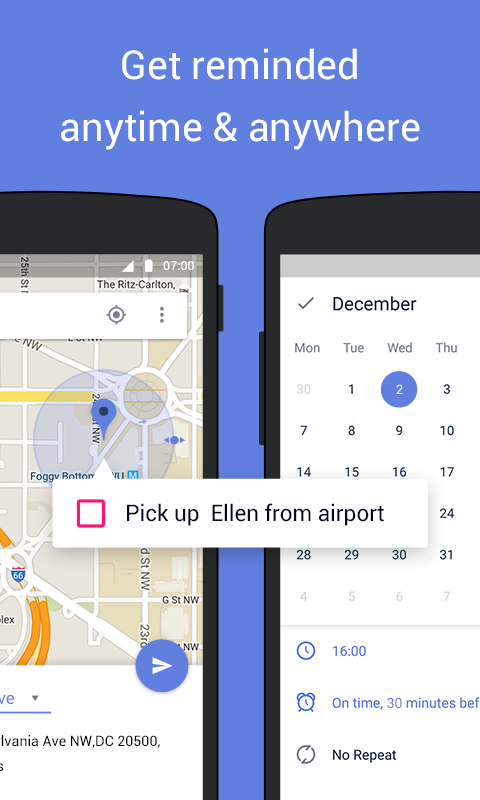 Get reminded
anytime & anywhere
07:00
25th St NW
The Ritz-Carlton,
24th St NW
Foggy Bottom
M
Pick up Ellen from airport
66
G St NW
23rd St NW
ve
lvania Ave NW,DC 20500,
s
December
Mon Tue Wed Thu
30 1 2 3
7 8 9 10
14 15 16 17
24
28 29 30 31
4 5 6 7
16:00
On time, 30 minutes bef
No Repeat